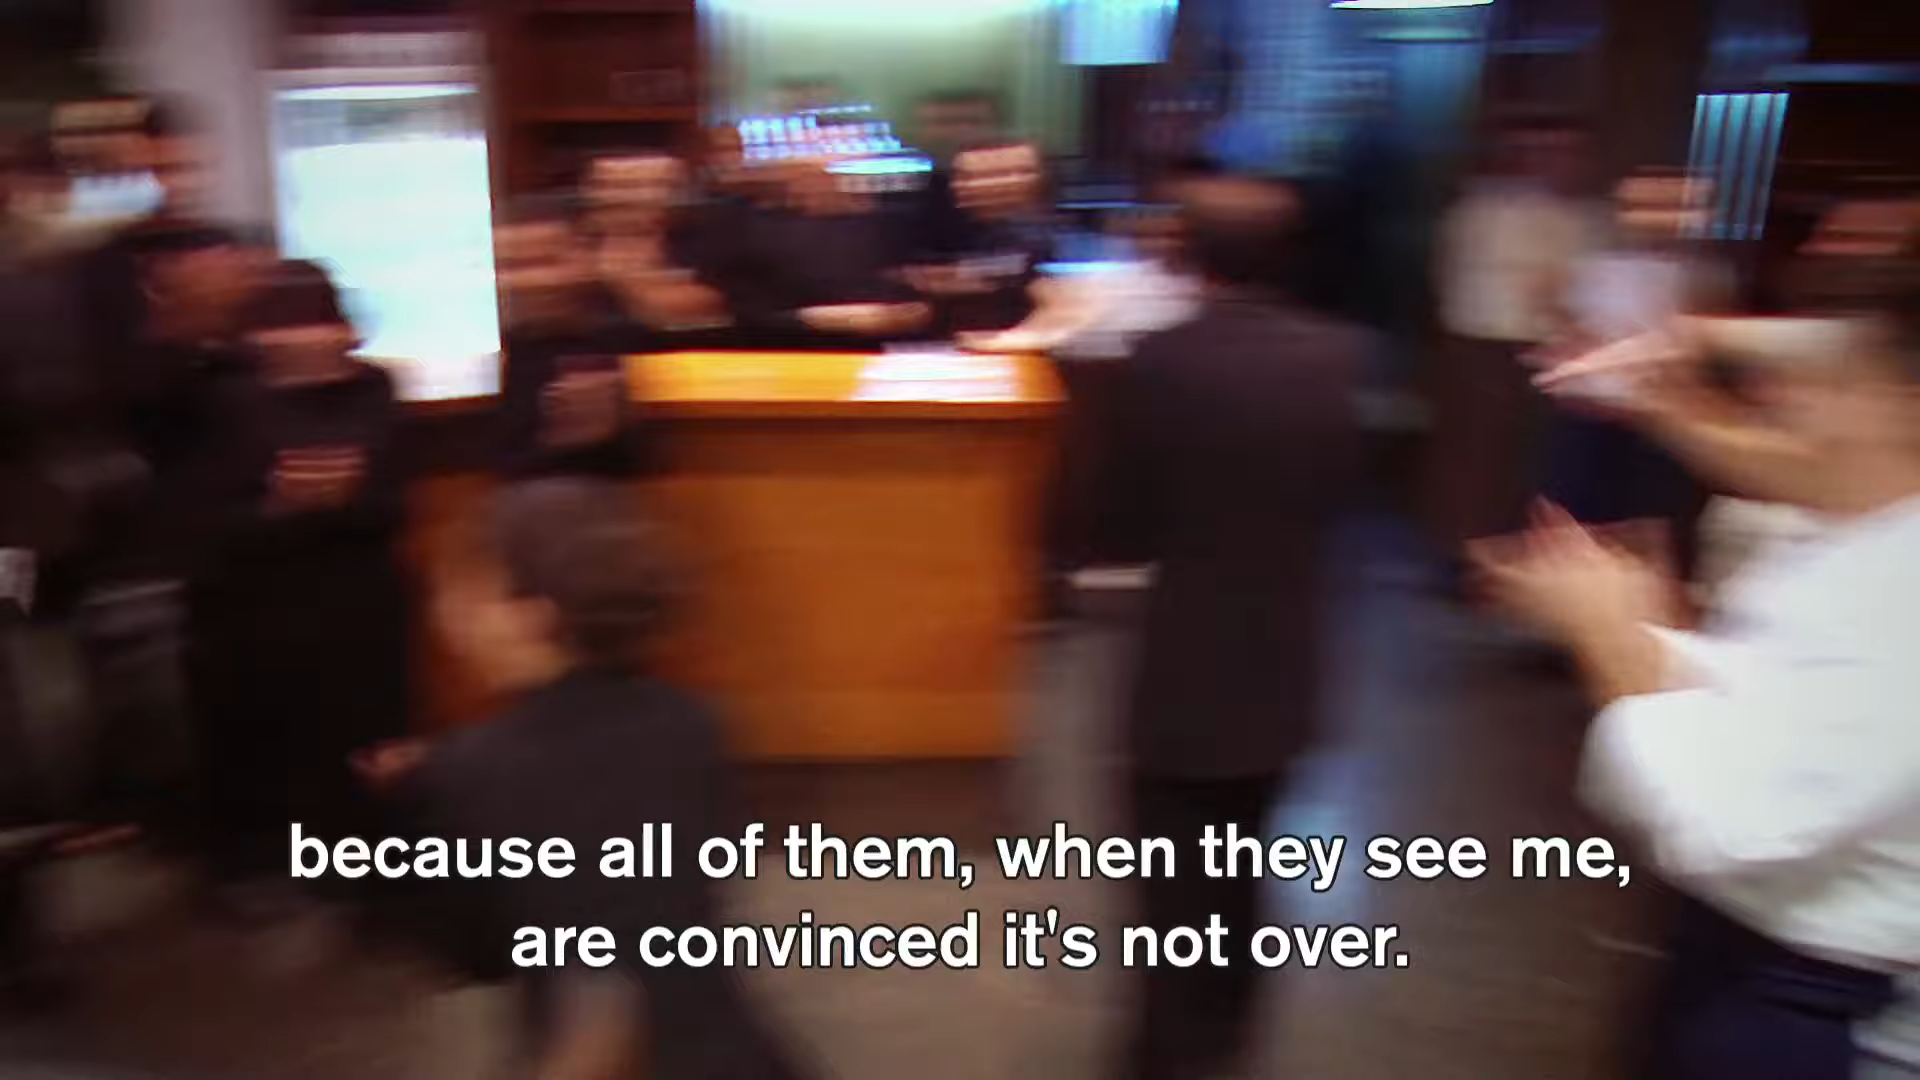 because all of them, when they see me,
are convinced it's not over.